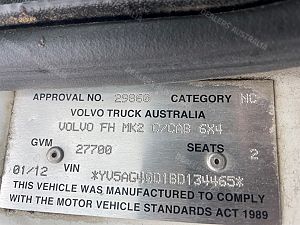 APPROVAL NO. 29860 CATEGORY NC
VOLVO TRUCK AUSTRALIA
VOLVO FH MK2 C/CAB 6X4
GVM 27700 SEATS 2
01/12 VIN *YV5AG40D1BD134465*
THIS VEHICLE WAS MANUFACTURED TO COMPLY
WITH THE MOTOR VEHICLE STANDARDS ACT 1989